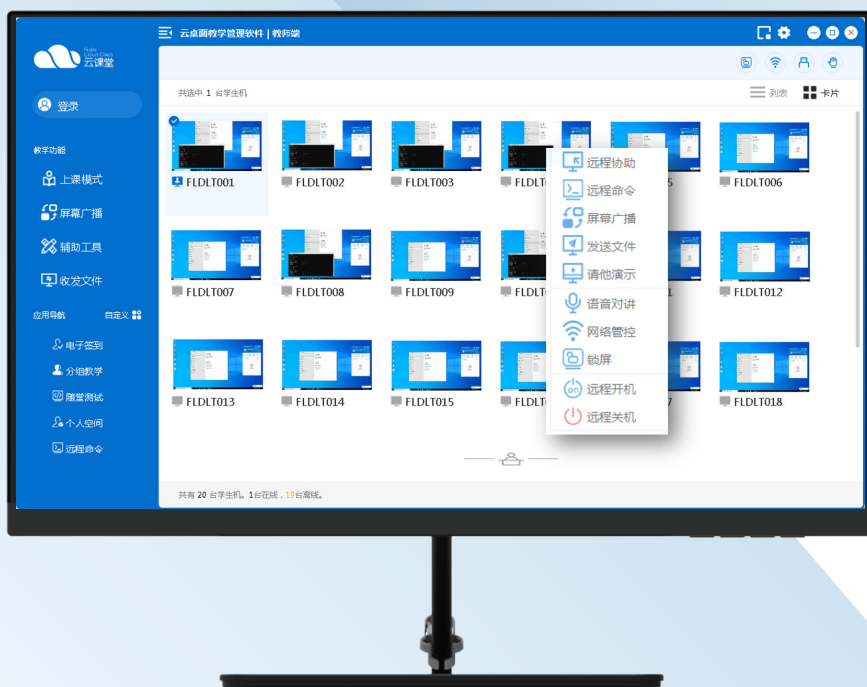 云桌面教学管理软件 | 教师端
云课堂
登录
教学功能
上课模式
屏幕广播
辅助工具
收发文件
应用导航 自定义
电子签到
分组教学
随堂测试
个人空间
远程命令
共选中 1 台学生机
列表 卡片
FLDLT001 FLDLT002 FLDLT003 FLDLT FLDLT006
FLDLT007 FLDLT008 FLDLT009 FLDLT FLDLT012
FLDLT013 FLDLT014 FLDLT015 FLDLT FLDLT018
远程协助
远程命令
屏幕广播
发送文件
请他演示
语音对讲
网络管控
锁屏
on 远程开机
远程关机
共有 20 台学生机。1台在线，19台离线。